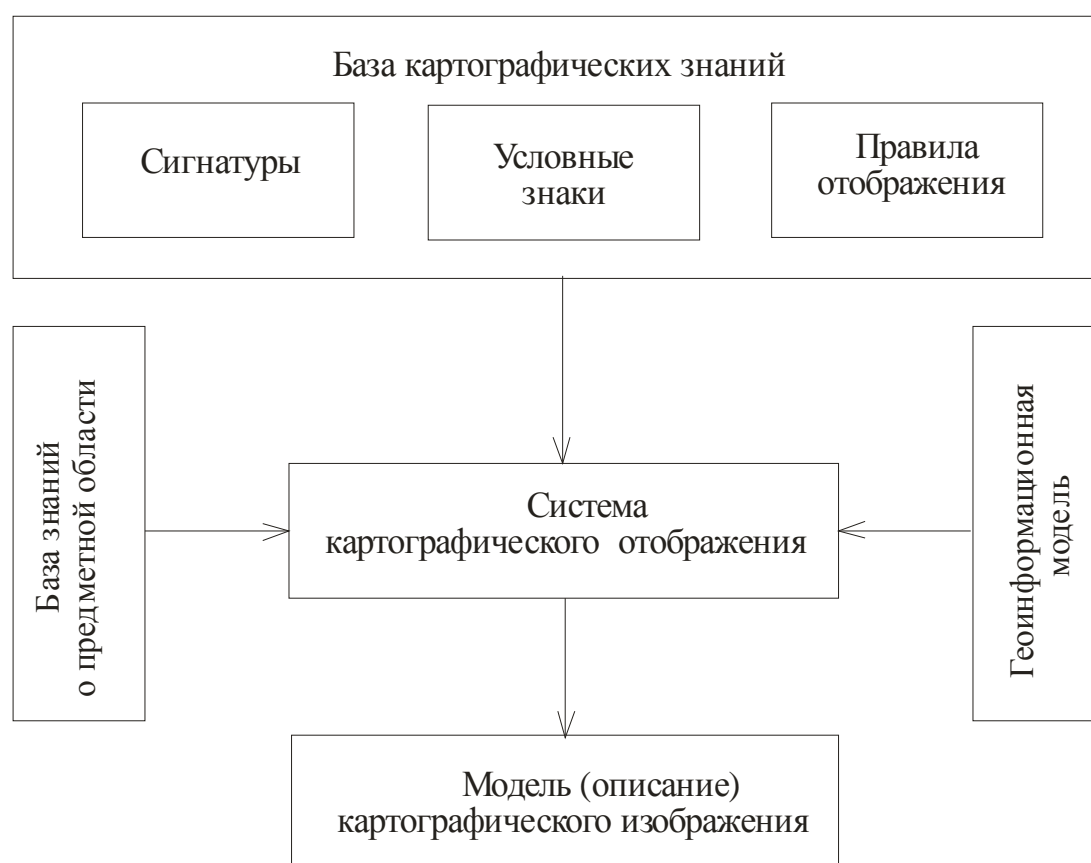 База картографических знаний
Сигнатуры
Условные
знаки
Правила
отображения
База знаний
о предметной области
Система
картографического отображения
Геоинформационная
модель
Модель (описание)
картографического изображения